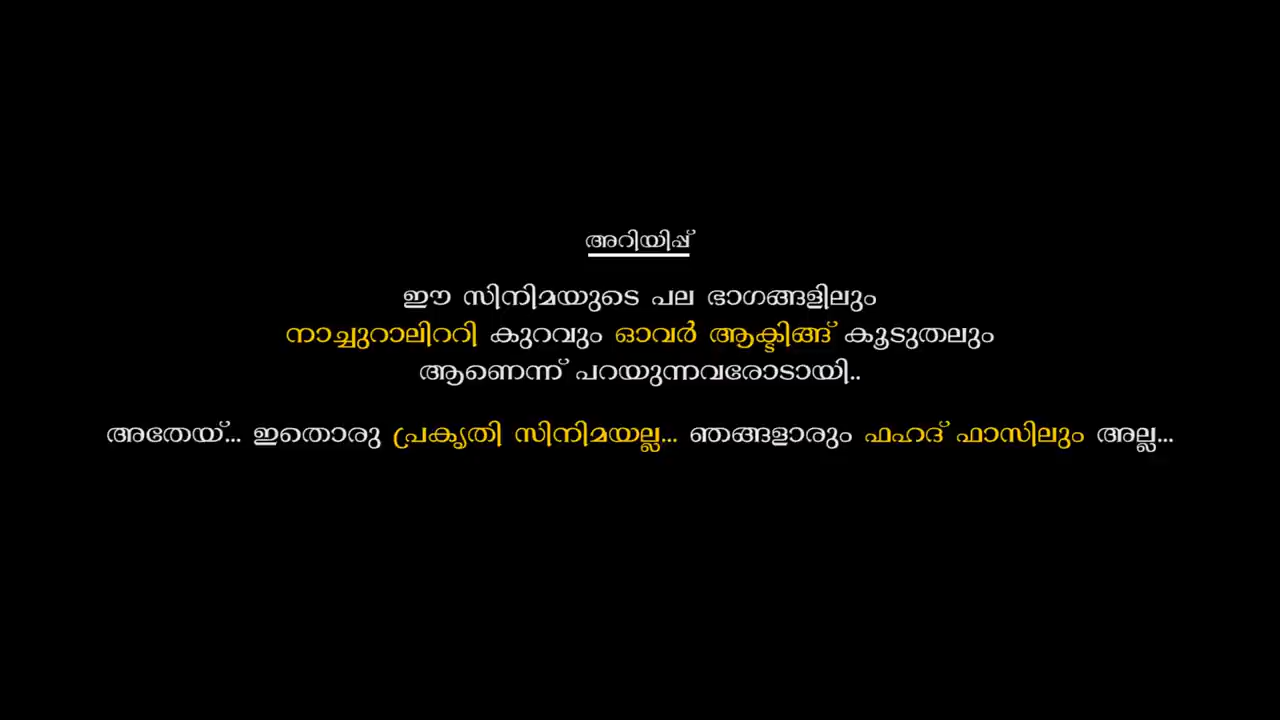 അറിയിപ്പ്
ഈ സിനിമയുടെ പല ഭാഗങ്ങളിലും
നാച്ചുറാലിററി കുറവും ഓവർ ആക്ടിങ്ങ് കൂടുതലും
ആണെന്ന് പറയുന്നവരോടായി..
അതേയ്... ഇതൊരു പ്രകൃതി സിനിമയല്ല... ഞങ്ങളാരും ഫഹദ് ഫാസിലും അല്ല...